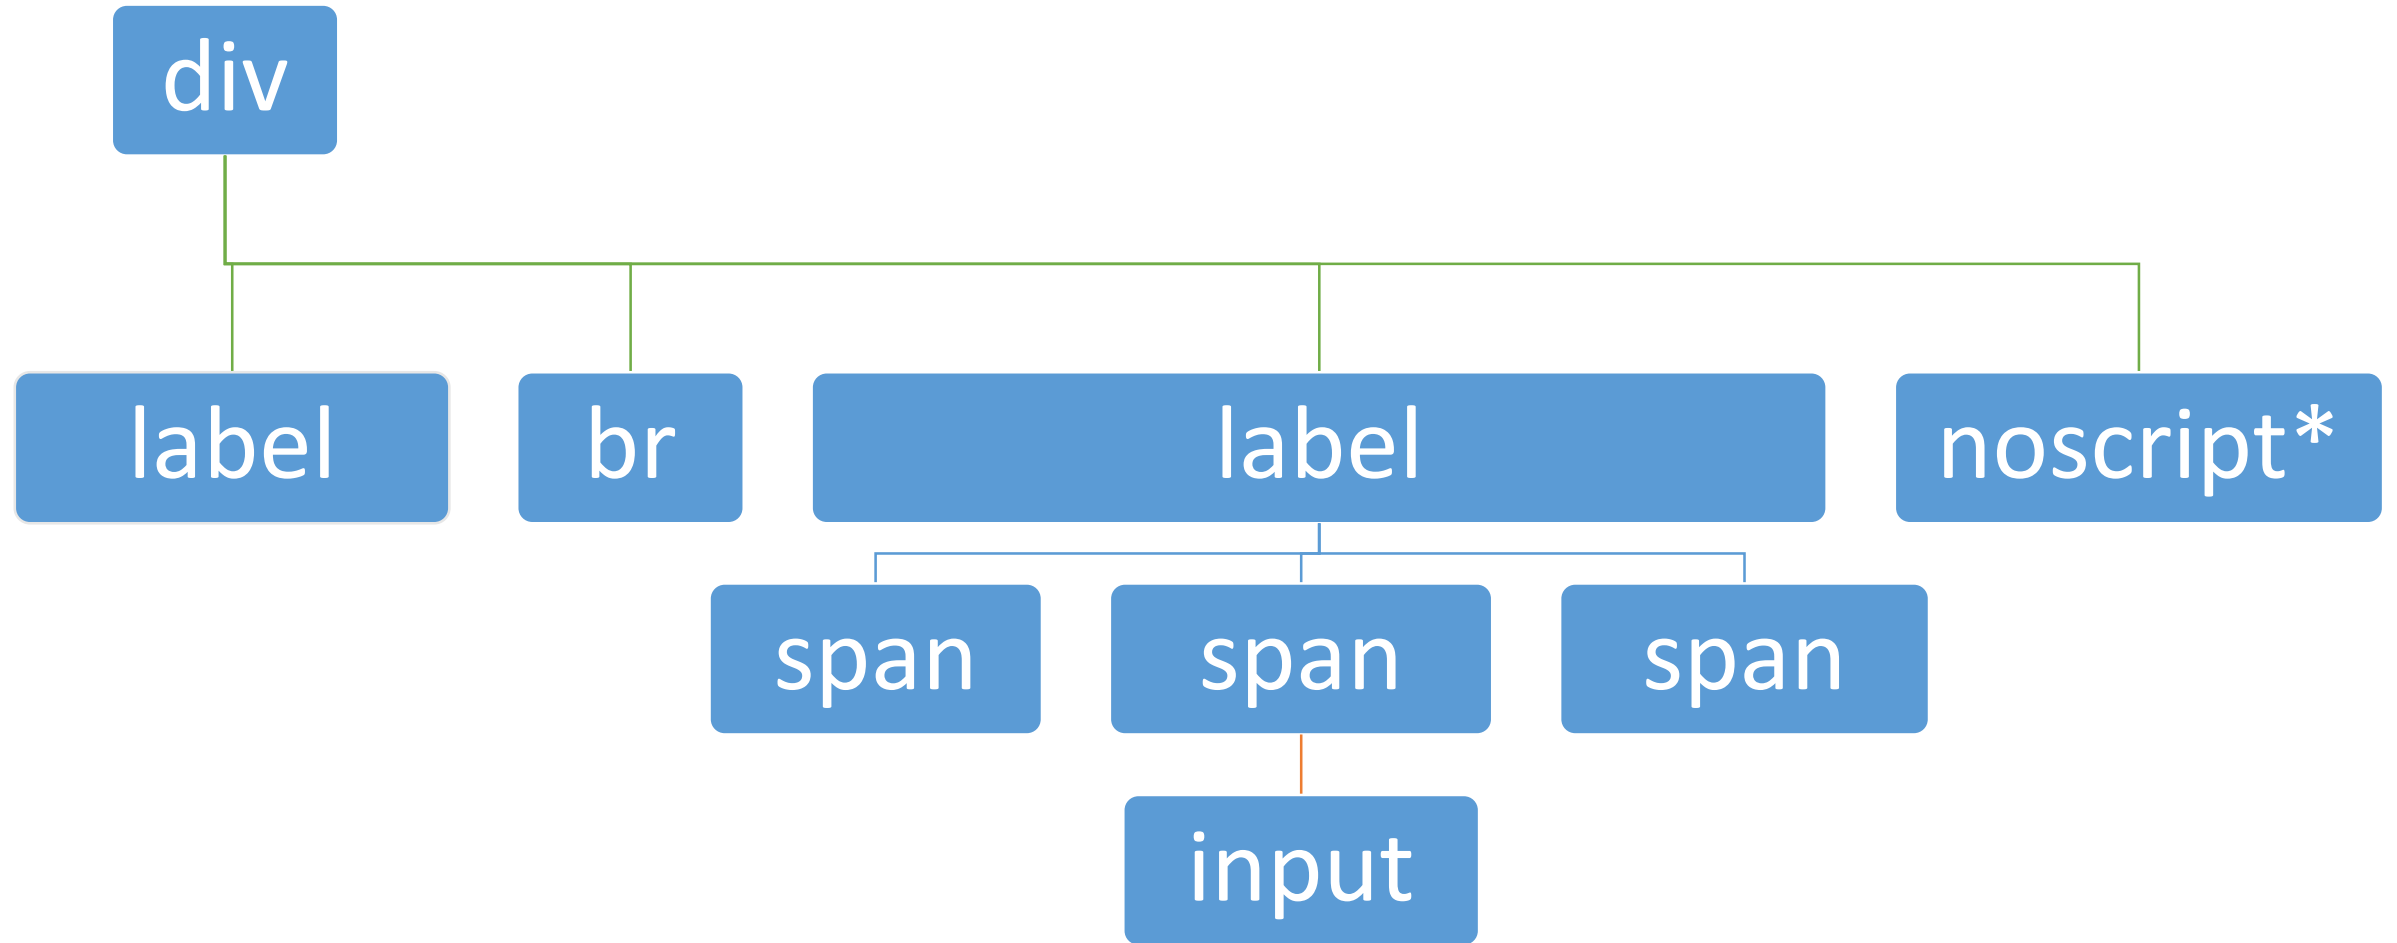 div
label
br
label
noscript*
span
span
span
input